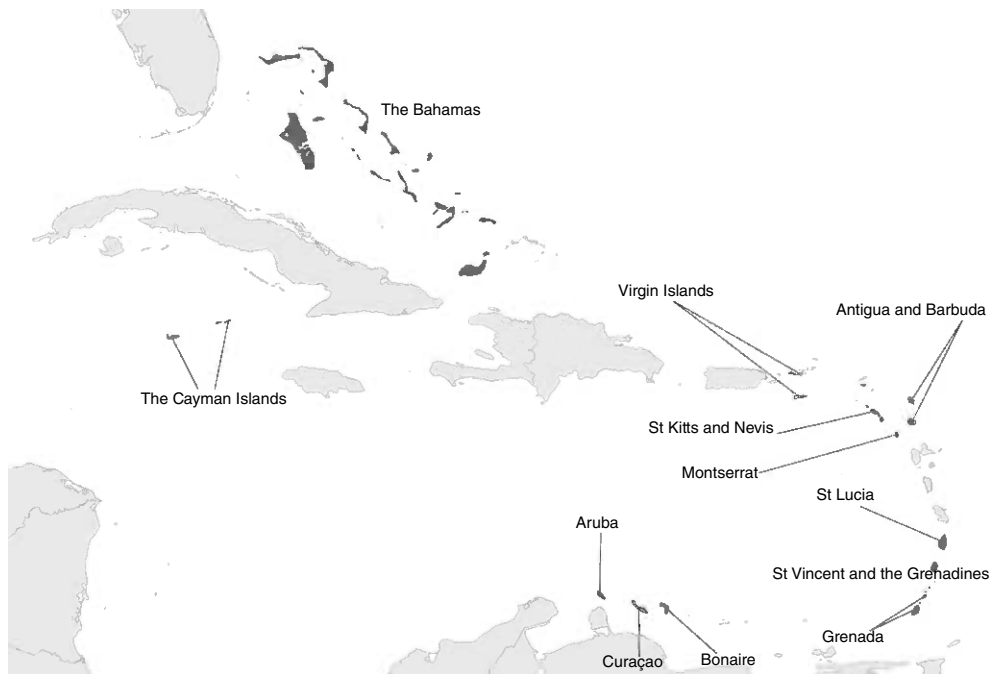 The Bahamas
Virgin Islands
Antigua and Barbuda
The Cayman Islands
St Kitts and Nevis
Montserrat
St Lucia
Aruba
St Vincent and the Grenadines
Grenada
Curaçao
Bonaire